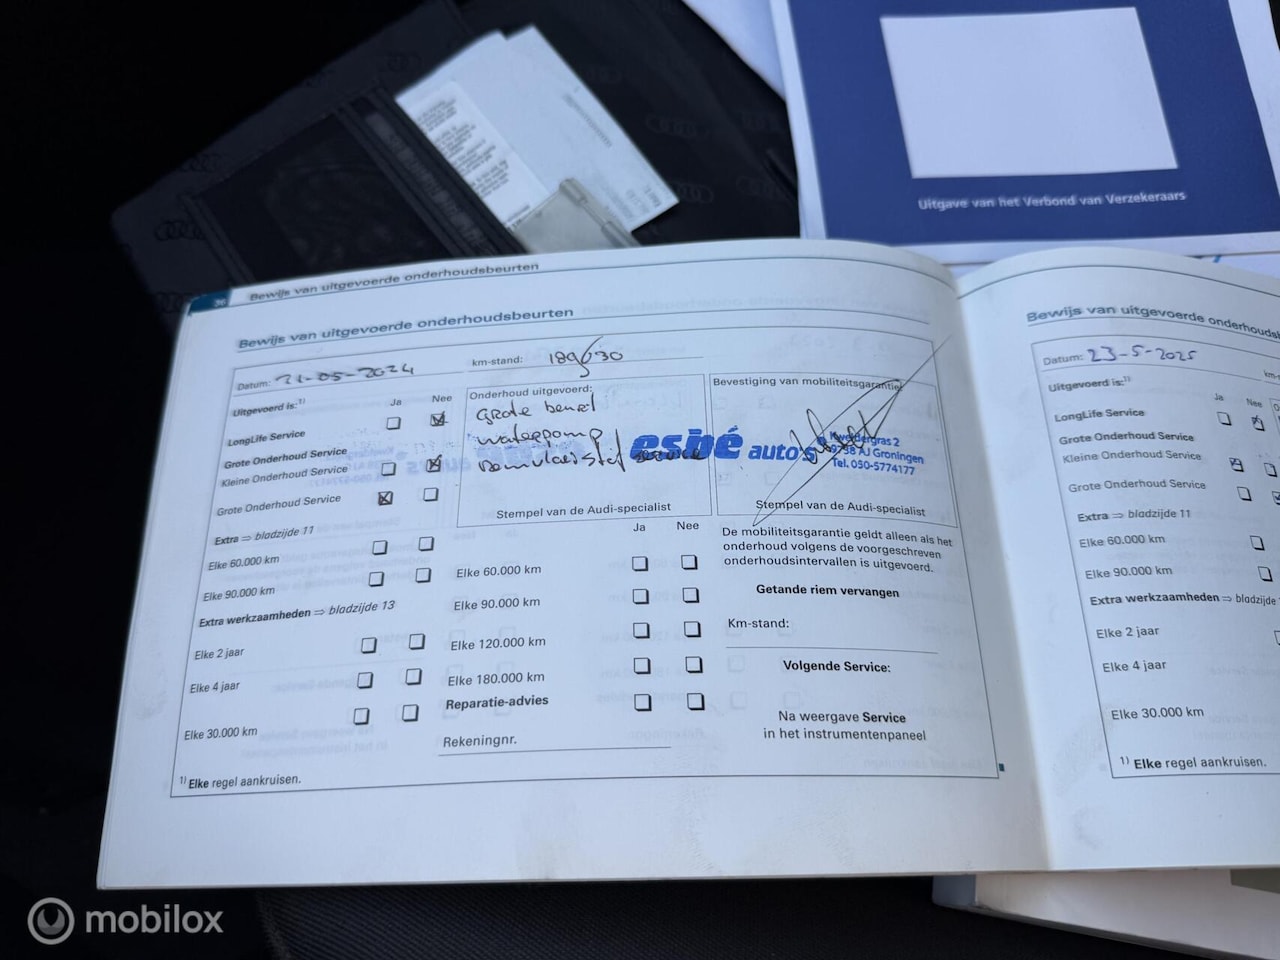 Uitgave van het Verbond van Verzekeraars
36
Bewijs van uitgevoerde onderhoudsbeurten
Bewijs van uitgevoerde onderhoudsbeurten
Datum: 21-05-2024
km-stand: 189630
Uitgevoerd is:1)
Ja Nee
LongLife Service
Grote Onderhoud Service
Kleine Onderhoud Service
Grote Onderhoud Service
Extra ⇒ bladzijde 11
Elke 60.000 km
Elke 90.000 km
Extra werkzaamheden ⇒ bladzijde 13
Elke 2 jaar
Elke 4 jaar
Elke 30.000 km
1) Elke regel aankruisen.
Onderhoud uitgevoerd:
Grote beurt
waterpomp
Remvloeistof service
Stempel van de Audi-specialist
Ja Nee
Elke 60.000 km
Elke 90.000 km
Elke 120.000 km
Elke 180.000 km
Reparatie-advies
Rekeningnr.
Bevestiging van mobiliteitsgarantie:
esbé auto's
Kweldergras 2
9738 AJ Groningen
Tel. 050-5774177
Stempel van de Audi-specialist
De mobiliteitsgarantie geldt alleen als het
onderhoud volgens de voorgeschreven
onderhoudsintervallen is uitgevoerd.
Getande riem vervangen
Km-stand:
Volgende Service:
Na weergave Service
in het instrumentenpaneel
Bewijs van uitgevoerde
Datum: 23-5-2025
Uitgevoerd is:1)
Ja Nee
LongLife Service
Grote Onderhoud Service
Kleine Onderhoud Service
Grote Onderhoud Service
Extra ⇒ bladzijde 11
Elke 60.000 km
Elke 90.000 km
Extra werkzaamheden ⇒
Elke 2 jaar
Elke 4 jaar
Elke 30.000 km
1) Elke regel aankruisen.
mobilox